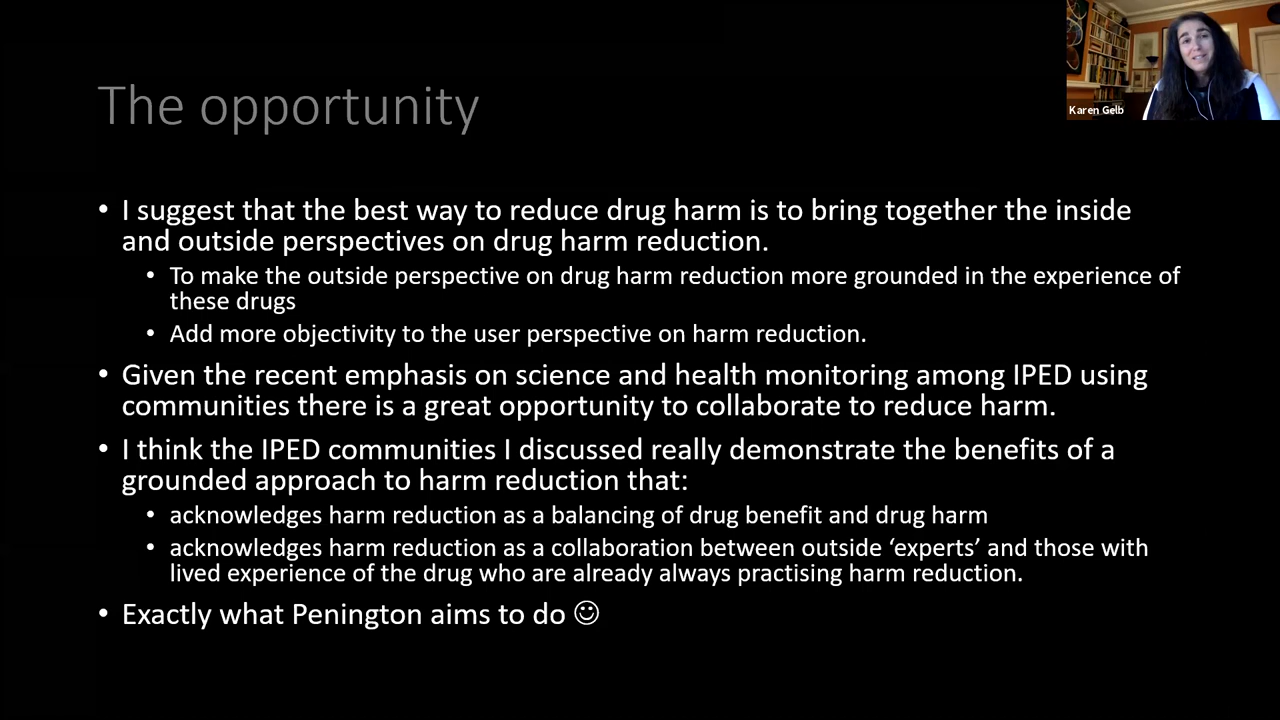 The opportunity
Karen Gelb
• I suggest that the best way to reduce drug harm is to bring together the inside
and outside perspectives on drug harm reduction.
• To make the outside perspective on drug harm reduction more grounded in the experience of
these drugs
• Add more objectivity to the user perspective on harm reduction.
• Given the recent emphasis on science and health monitoring among IPED using
communities there is a great opportunity to collaborate to reduce harm.
• I think the IPED communities I discussed really demonstrate the benefits of a
grounded approach to harm reduction that:
• acknowledges harm reduction as a balancing of drug benefit and drug harm
• acknowledges harm reduction as a collaboration between outside ‘experts’ and those with
lived experience of the drug who are already always practising harm reduction.
• Exactly what Penington aims to do ☺